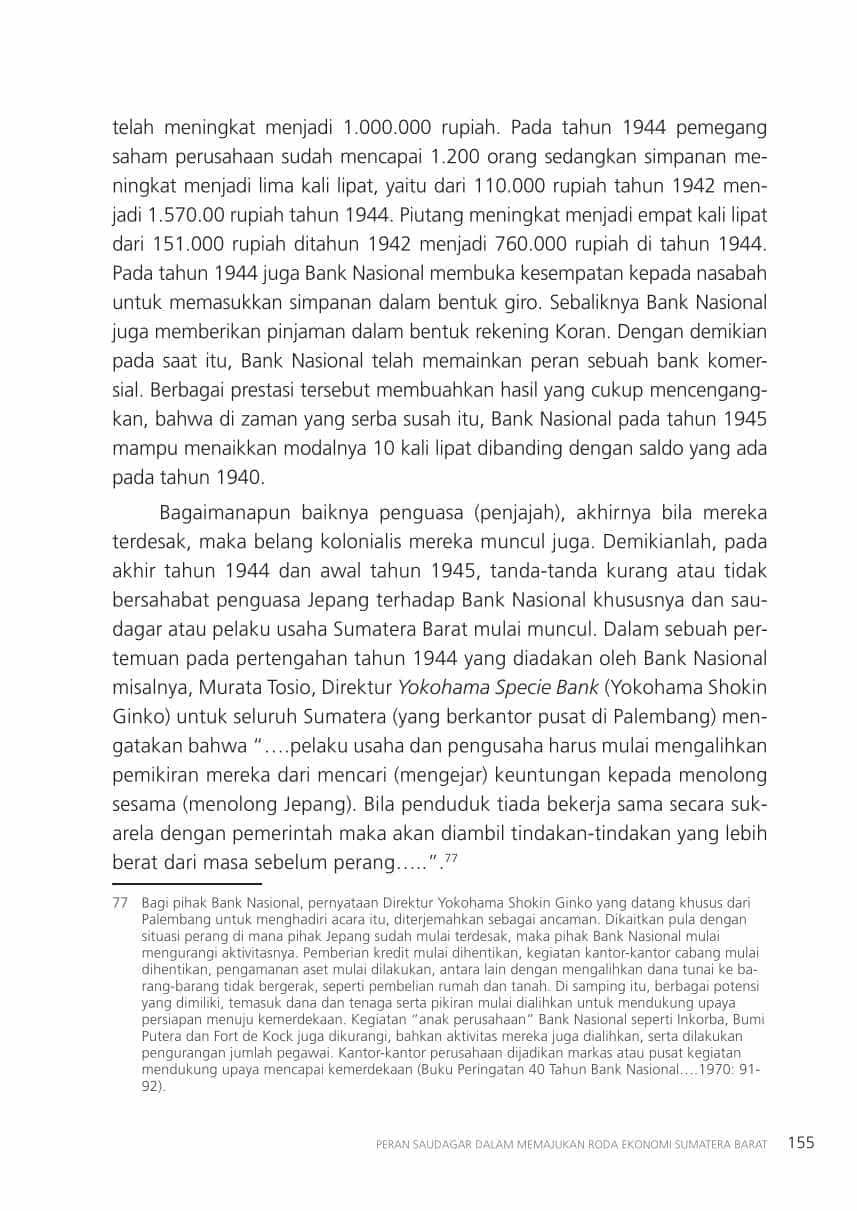 telah meningkat menjadi 1.000.000 rupiah. Pada tahun 1944 pemegang
saham perusahaan sudah mencapai 1.200 orang sedangkan simpanan me-
ningkat menjadi lima kali lipat, yaitu dari 110.000 rupiah tahun 1942 men-
jadi 1.570.00 rupiah tahun 1944. Piutang meningkat menjadi empat kali lipat
dari 151.000 rupiah ditahun 1942 menjadi 760.000 rupiah di tahun 1944.
Pada tahun 1944 juga Bank Nasional membuka kesempatan kepada nasabah
untuk memasukkan simpanan dalam bentuk giro. Sebaliknya Bank Nasional
juga memberikan pinjaman dalam bentuk rekening Koran. Dengan demikian
pada saat itu, Bank Nasional telah memainkan peran sebuah bank komer-
sial. Berbagai prestasi tersebut membuahkan hasil yang cukup mencengang-
kan, bahwa di zaman yang serba susah itu, Bank Nasional pada tahun 1945
mampu menaikkan modalnya 10 kali lipat dibanding dengan saldo yang ada
pada tahun 1940.
Bagaimanapun baiknya penguasa (penjajah), akhirnya bila mereka
terdesak, maka belang kolonialis mereka muncul juga. Demikianlah, pada
akhir tahun 1944 dan awal tahun 1945, tanda-tanda kurang atau tidak
bersahabat penguasa Jepang terhadap Bank Nasional khususnya dan sau-
dagar atau pelaku usaha Sumatera Barat mulai muncul. Dalam sebuah per-
temuan pada pertengahan tahun 1944 yang diadakan oleh Bank Nasional
misalnya, Murata Tosio, Direktur Yokohama Specie Bank (Yokohama Shokin
Ginko) untuk seluruh Sumatera (yang berkantor pusat di Palembang) men-
gatakan bahwa “….pelaku usaha dan pengusaha harus mulai mengalihkan
pemikiran mereka dari mencari (mengejar) keuntungan kepada menolong
sesama (menolong Jepang). Bila penduduk tiada bekerja sama secara suk-
arela dengan pemerintah maka akan diambil tindakan-tindakan yang lebih
berat dari masa sebelum perang…..”.77
77 Bagi pihak Bank Nasional, pernyataan Direktur Yokohama Shokin Ginko yang datang khusus dari
Palembang untuk menghadiri acara itu, diterjemahkan sebagai ancaman. Dikaitkan pula dengan
situasi perang di mana pihak Jepang sudah mulai terdesak, maka pihak Bank Nasional mulai
mengurangi aktivitasnya. Pemberian kredit mulai dihentikan, kegiatan kantor-kantor cabang mulai
dihentikan, pengamanan aset mulai dilakukan, antara lain dengan mengalihkan dana tunai ke ba-
rang-barang tidak bergerak, seperti pembelian rumah dan tanah. Di samping itu, berbagai potensi
yang dimiliki, temasuk dana dan tenaga serta pikiran mulai dialihkan untuk mendukung upaya
persiapan menuju kemerdekaan. Kegiatan “anak perusahaan” Bank Nasional seperti Inkorba, Bumi
Putera dan Fort de Kock juga dikurangi, bahkan aktivitas mereka juga dialihkan, serta dilakukan
pengurangan jumlah pegawai. Kantor-kantor perusahaan dijadikan markas atau pusat kegiatan
mendukung upaya mencapai kemerdekaan (Buku Peringatan 40 Tahun Bank Nasional….1970: 91-
92).
PERAN SAUDAGAR DALAM MEMAJUKAN RODA EKONOMI SUMATERA BARAT 155